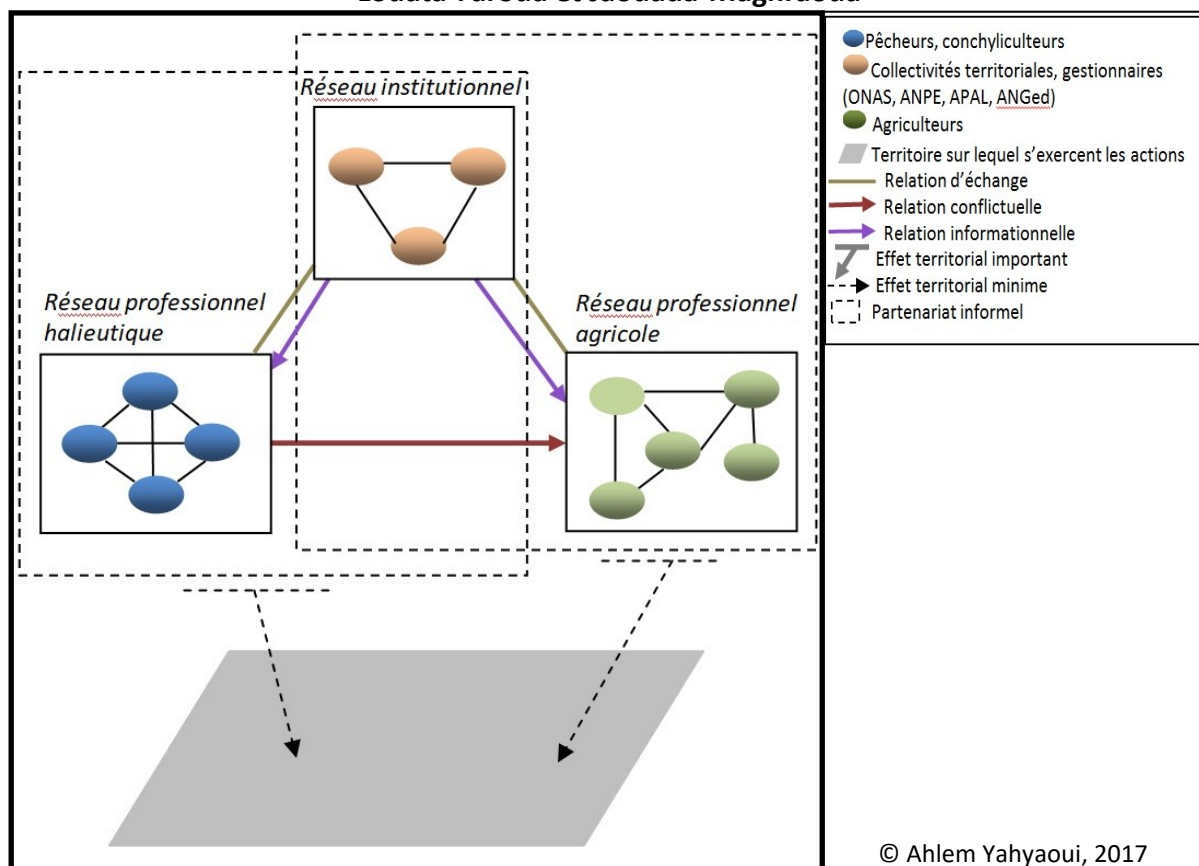 Réseau institutionnel
Réseau professionnel
halieutique
Réseau professionnel
agricole
Pêcheurs, conchyliculteurs
Collectivités territoriales, gestionnaires
(ONAS, ANPE, APAL, ANGed)
Agriculteurs
Territoire sur lequel s’exercent les actions
Relation d’échange
Relation conflictuelle
Relation informationnelle
Effet territorial important
Effet territorial minime
Partenariat informel
© Ahlem Yahyaoui, 2017